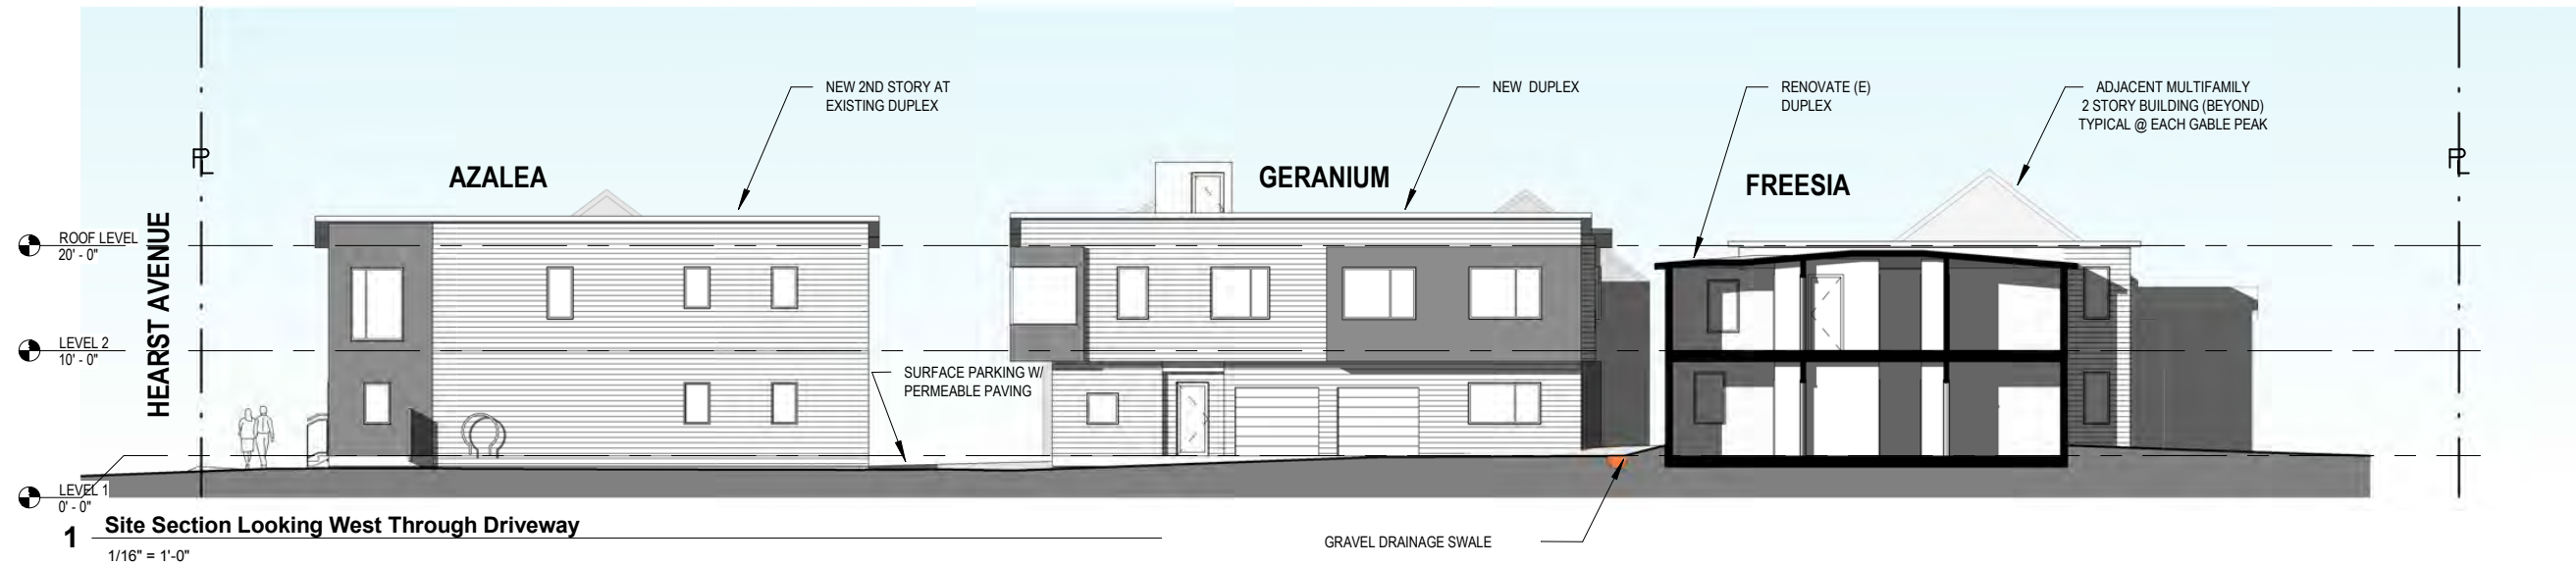 NEW 2ND STORY AT
EXISTING DUPLEX
NEW DUPLEX
RENOVATE (E)
DUPLEX
ADJACENT MULTIFAMILY
2 STORY BUILDING (BEYOND)
TYPICAL @ EACH GABLE PEAK
PL
PL
AZALEA
GERANIUM
FREESIA
HEARST AVENUE
ROOF LEVEL
20' - 0"
LEVEL 2
10' - 0"
SURFACE PARKING W/
PERMEABLE PAVING
LEVEL 1
0' - 0"
GRAVEL DRAINAGE SWALE
1 Site Section Looking West Through Driveway
1/16" = 1'-0"